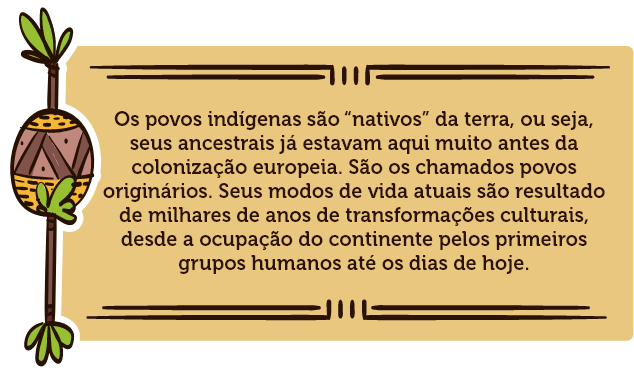 Os povos indígenas são “nativos” da terra, ou seja,
seus ancestrais já estavam aqui muito antes da
colonização europeia. São os chamados povos
originários. Seus modos de vida atuais são resultado
de milhares de anos de transformações culturais,
desde a ocupação do continente pelos primeiros
grupos humanos até os dias de hoje.